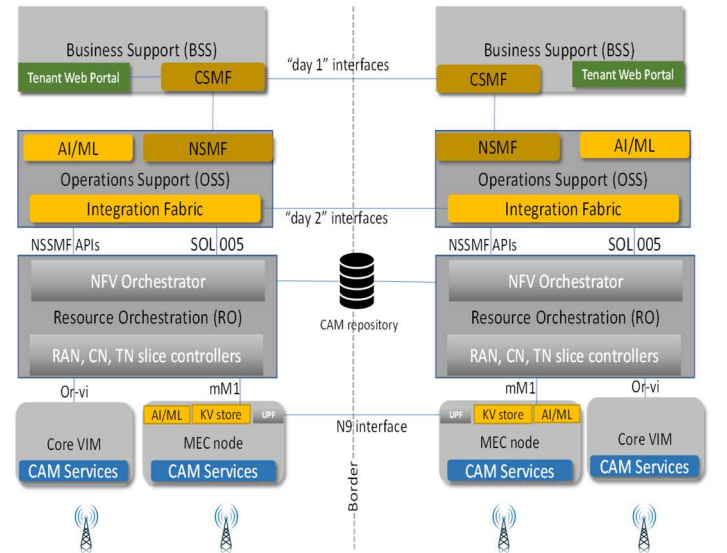 Business Support (BSS)
Tenant Web Portal
CSMF
"day 1" interfaces
Business Support (BSS)
CSMF
Tenant Web Portal
AI/ML
NSMF
Operations Support (OSS)
Integration Fabric
"day 2" interfaces
NSMF
AI/ML
Operations Support (OSS)
Integration Fabric
NSSMF APIs
SOL 005
NSSMF APIs
SOL 005
NFV Orchestrator
Resource Orchestration (RO)
RAN, CN, TN slice controllers
CAM repository
NFV Orchestrator
Resource Orchestration (RO)
RAN, CN, TN slice controllers
Or-vi
mM1
mM1
Or-vi
Core VIM
CAM Services
AI/ML
KV store
UPF
MEC node
CAM Services
N9 interface
Border
UPF
KV store
AI/ML
MEC node
CAM Services
Core VIM
CAM Services